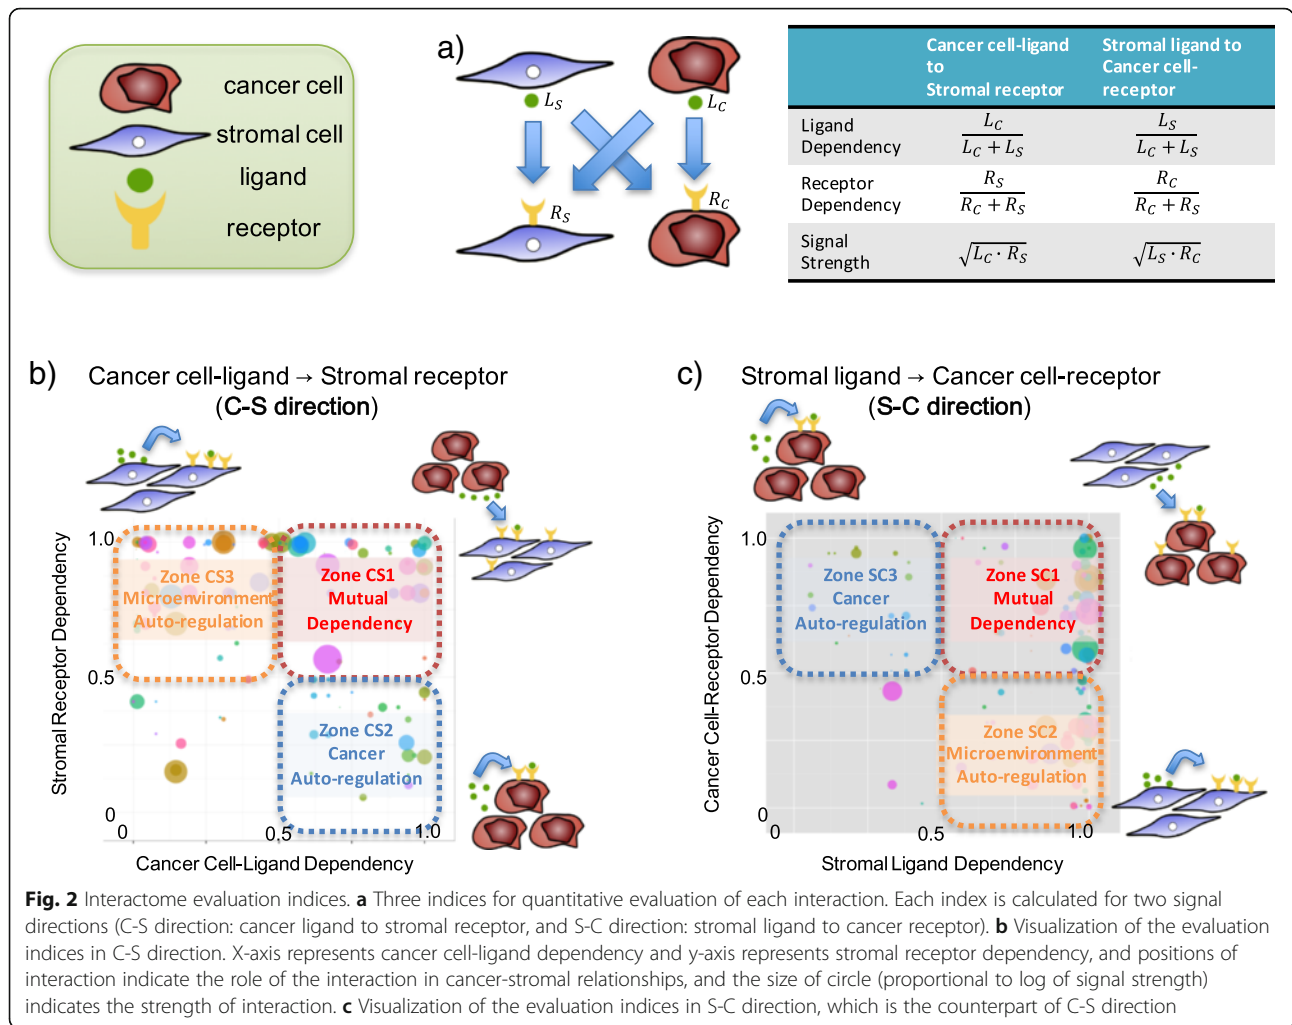 cancer cell
stromal cell
ligand
receptor
a)
L_S
L_C
R_S
R_C
Cancer cell-ligand
to
Stromal receptor
Stromal ligand to
Cancer cell-
receptor
Ligand
Dependency
L_C / (L_C + L_S)
L_S / (L_C + L_S)
Receptor
Dependency
R_S / (R_C + R_S)
R_C / (R_C + R_S)
Signal
Strength
√(L_C · R_S)
√(L_S · R_C)
b)
Cancer cell-ligand → Stromal receptor
(C-S direction)
Stromal Receptor Dependency
1.0
0.5
0
Zone CS3
Microenvironment
Auto-regulation
Zone CS1
Mutual
Dependency
Zone CS2
Cancer
Auto-regulation
0
0.5
1.0
Cancer Cell-Ligand Dependency
c)
Stromal ligand → Cancer cell-receptor
(S-C direction)
Cancer Cell-Receptor Dependency
1.0
0.5
0
Zone SC3
Cancer
Auto-regulation
Zone SC1
Mutual
Dependency
Zone SC2
Microenvironment
Auto-regulation
0
0.5
1.0
Stromal Ligand Dependency
Fig. 2 Interactome evaluation indices. a Three indices for quantitative evaluation of each interaction. Each index is calculated for two signal
directions (C-S direction: cancer ligand to stromal receptor, and S-C direction: stromal ligand to cancer receptor). b Visualization of the evaluation
indices in C-S direction. X-axis represents cancer cell-ligand dependency and y-axis represents stromal receptor dependency, and positions of
interaction indicate the role of the interaction in cancer-stromal relationships, and the size of circle (proportional to log of signal strength)
indicates the strength of interaction. c Visualization of the evaluation indices in S-C direction, which is the counterpart of C-S direction